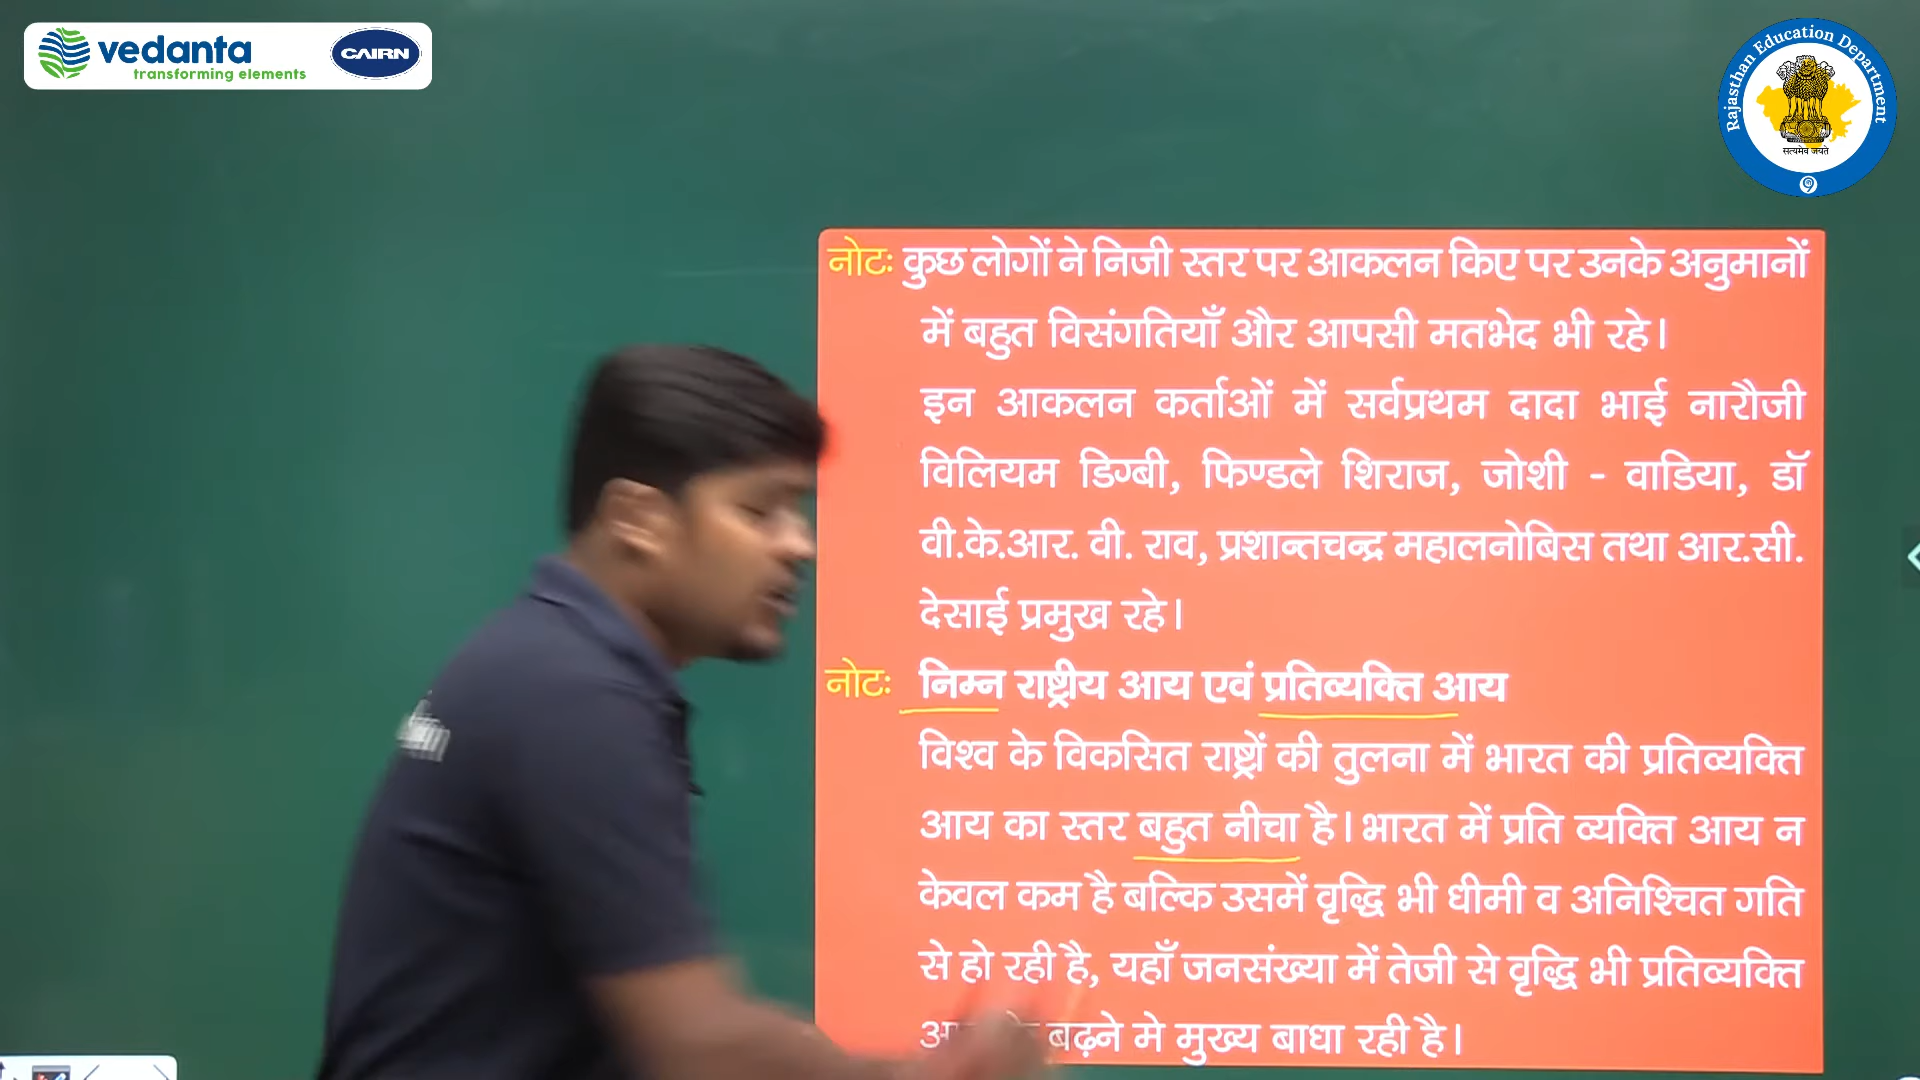 vedanta
transforming elements
CAIRN
Rajasthan Education Department
सत्यमेव जयते
नोटः कुछ लोगों ने निजी स्तर पर आकलन किए पर उनके अनुमानों
में बहुत विसंगतियाँ और आपसी मतभेद भी रहे।
इन आकलन कर्ताओं में सर्वप्रथम दादा भाई नारौजी
विलियम डिग्बी, फिण्डले शिराज, जोशी - वाडिया, डॉ
वी.के.आर. वी. राव, प्रशान्तचन्द्र महालनोबिस तथा आर.सी.
देसाई प्रमुख रहे।
नोटः निम्न राष्ट्रीय आय एवं प्रतिव्यक्ति आय
विश्व के विकसित राष्ट्रों की तुलना में भारत की प्रतिव्यक्ति
आय का स्तर बहुत नीचा है। भारत में प्रति व्यक्ति आय न
केवल कम है बल्कि उसमें वृद्धि भी धीमी व अनिश्चित गति
से हो रही है, यहाँ जनसंख्या में तेजी से वृद्धि भी प्रतिव्यक्ति
बढ़ने मे मुख्य बाधा रही है।